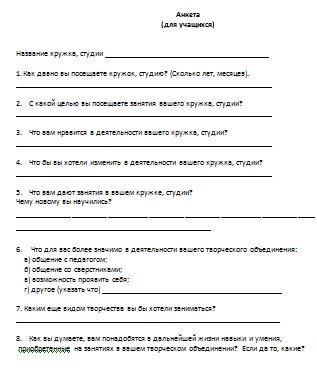 Анкета
(для учащихся)
Название кружка, студии
1. Как давно вы посещаете кружок, студию? (Сколько лет, месяцев).
2. С какой целью вы посещаете занятия вашего кружка, студии?
3. Что вам нравится в деятельности вашего кружка, студии?
4. Что бы вы хотели изменить в деятельности вашего кружка, студии?
5. Что вам дают занятия в вашем кружке, студии?
Чему новому вы научились?
6. Что для вас более значимо в деятельности вашего творческого объединения:
а) общение с педагогом;
б) общение со сверстниками;
в) возможность проявить себя;
г) другое (указать что)
7. Каким еще видом творчества вы бы хотели заниматься?
8. Как вы думаете, вам понадобятся в дальнейшей жизни навыки и умения,
приобретенные на занятиях в вашем творческом объединении? Если да то, какие?